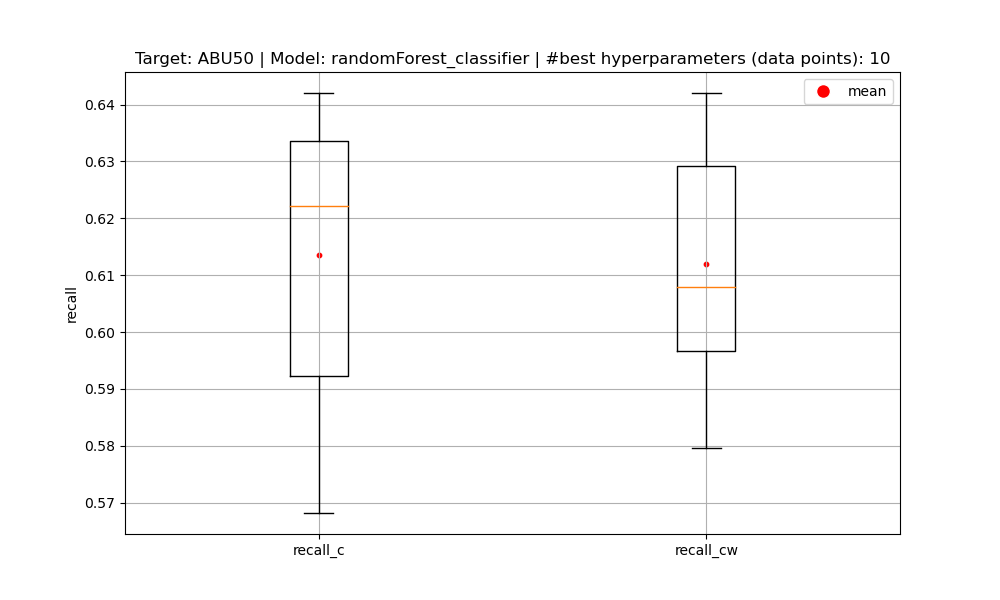 Target: ABU50 | Model: randomForest_classifier | #best hyperparameters (data points): 10
mean
0.64
0.63
0.62
0.61
0.60
0.59
0.58
0.57
recall
recall_c
recall_cw